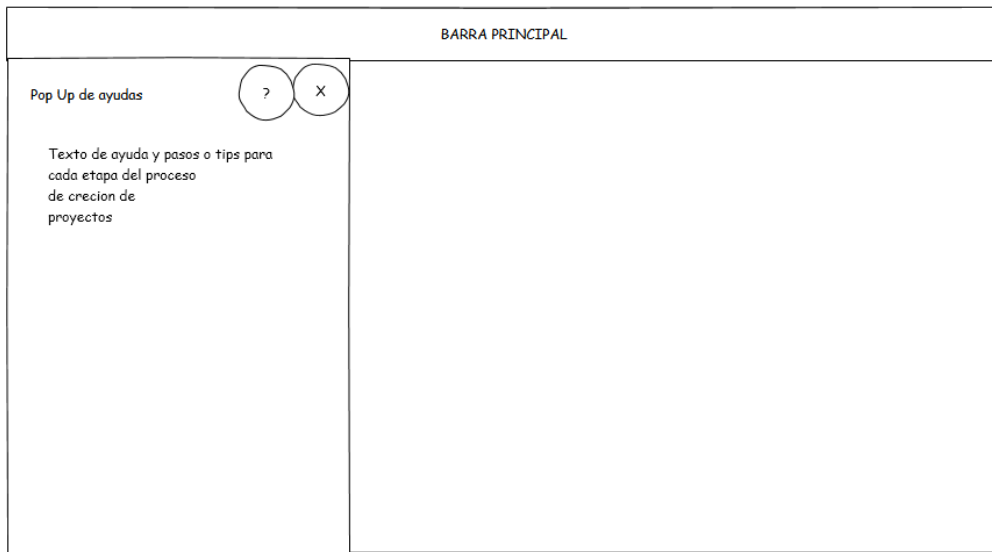 BARRA PRINCIPAL
Pop Up de ayudas
?
X
Texto de ayuda y pasos o tips para
cada etapa del proceso
de crecion de
proyectos